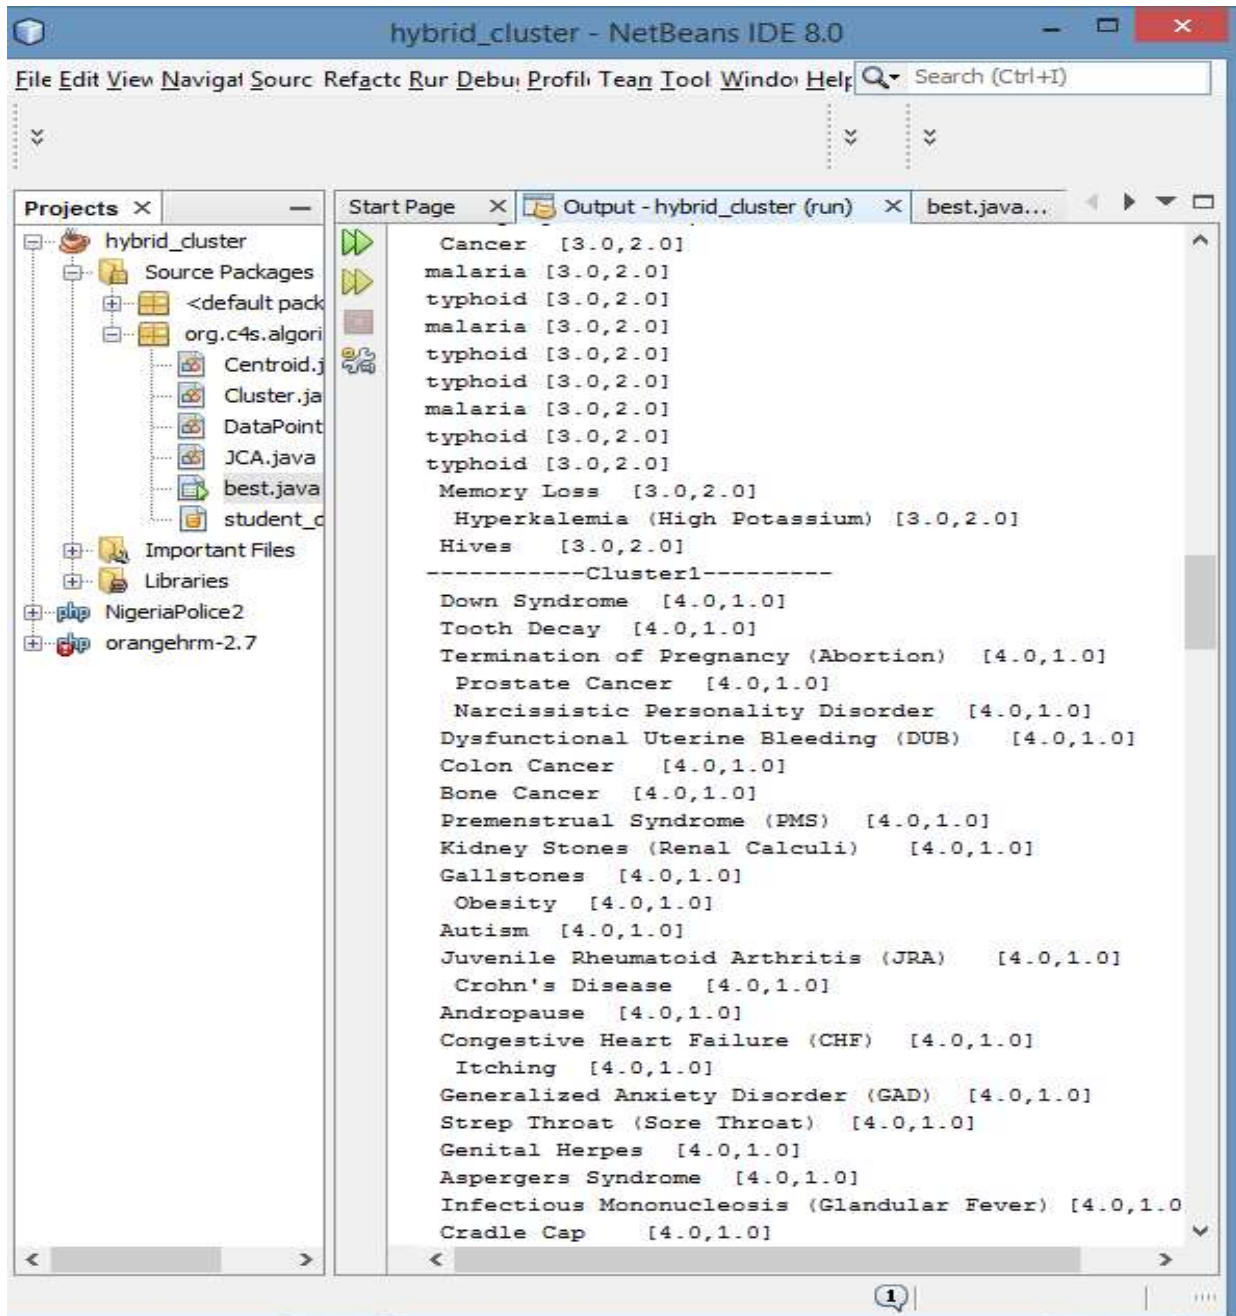 hybrid_cluster - NetBeans IDE 8.0
File Edit View Navigat Sourc Refactc Rur Debu Profil Tean Tool Windo Help Search (Ctrl+I)
Projects
Start Page Output - hybrid_cluster (run) best.java...
hybrid_cluster
Source Packages
<default pack
org.c4s.algori
Centroid.j
Cluster.ja
DataPoint
JCA.java
best.java
student_c
Important Files
Libraries
NigeriaPolice2
orangehrm-2.7
Cancer [3.0,2.0]
malaria [3.0,2.0]
typhoid [3.0,2.0]
malaria [3.0,2.0]
typhoid [3.0,2.0]
typhoid [3.0,2.0]
malaria [3.0,2.0]
typhoid [3.0,2.0]
typhoid [3.0,2.0]
Memory Loss [3.0,2.0]
Hyperkalemia (High Potassium) [3.0,2.0]
Hives [3.0,2.0]
-----------Cluster1---------
Down Syndrome [4.0,1.0]
Tooth Decay [4.0,1.0]
Termination of Pregnancy (Abortion) [4.0,1.0]
Prostate Cancer [4.0,1.0]
Narcissistic Personality Disorder [4.0,1.0]
Dysfunctional Uterine Bleeding (DUB) [4.0,1.0]
Colon Cancer [4.0,1.0]
Bone Cancer [4.0,1.0]
Premenstrual Syndrome (PMS) [4.0,1.0]
Kidney Stones (Renal Calculi) [4.0,1.0]
Gallstones [4.0,1.0]
Obesity [4.0,1.0]
Autism [4.0,1.0]
Juvenile Rheumatoid Arthritis (JRA) [4.0,1.0]
Crohn's Disease [4.0,1.0]
Andropause [4.0,1.0]
Congestive Heart Failure (CHF) [4.0,1.0]
Itching [4.0,1.0]
Generalized Anxiety Disorder (GAD) [4.0,1.0]
Strep Throat (Sore Throat) [4.0,1.0]
Genital Herpes [4.0,1.0]
Aspergers Syndrome [4.0,1.0]
Infectious Mononucleosis (Glandular Fever) [4.0,1.0
Cradle Cap [4.0,1.0]
1